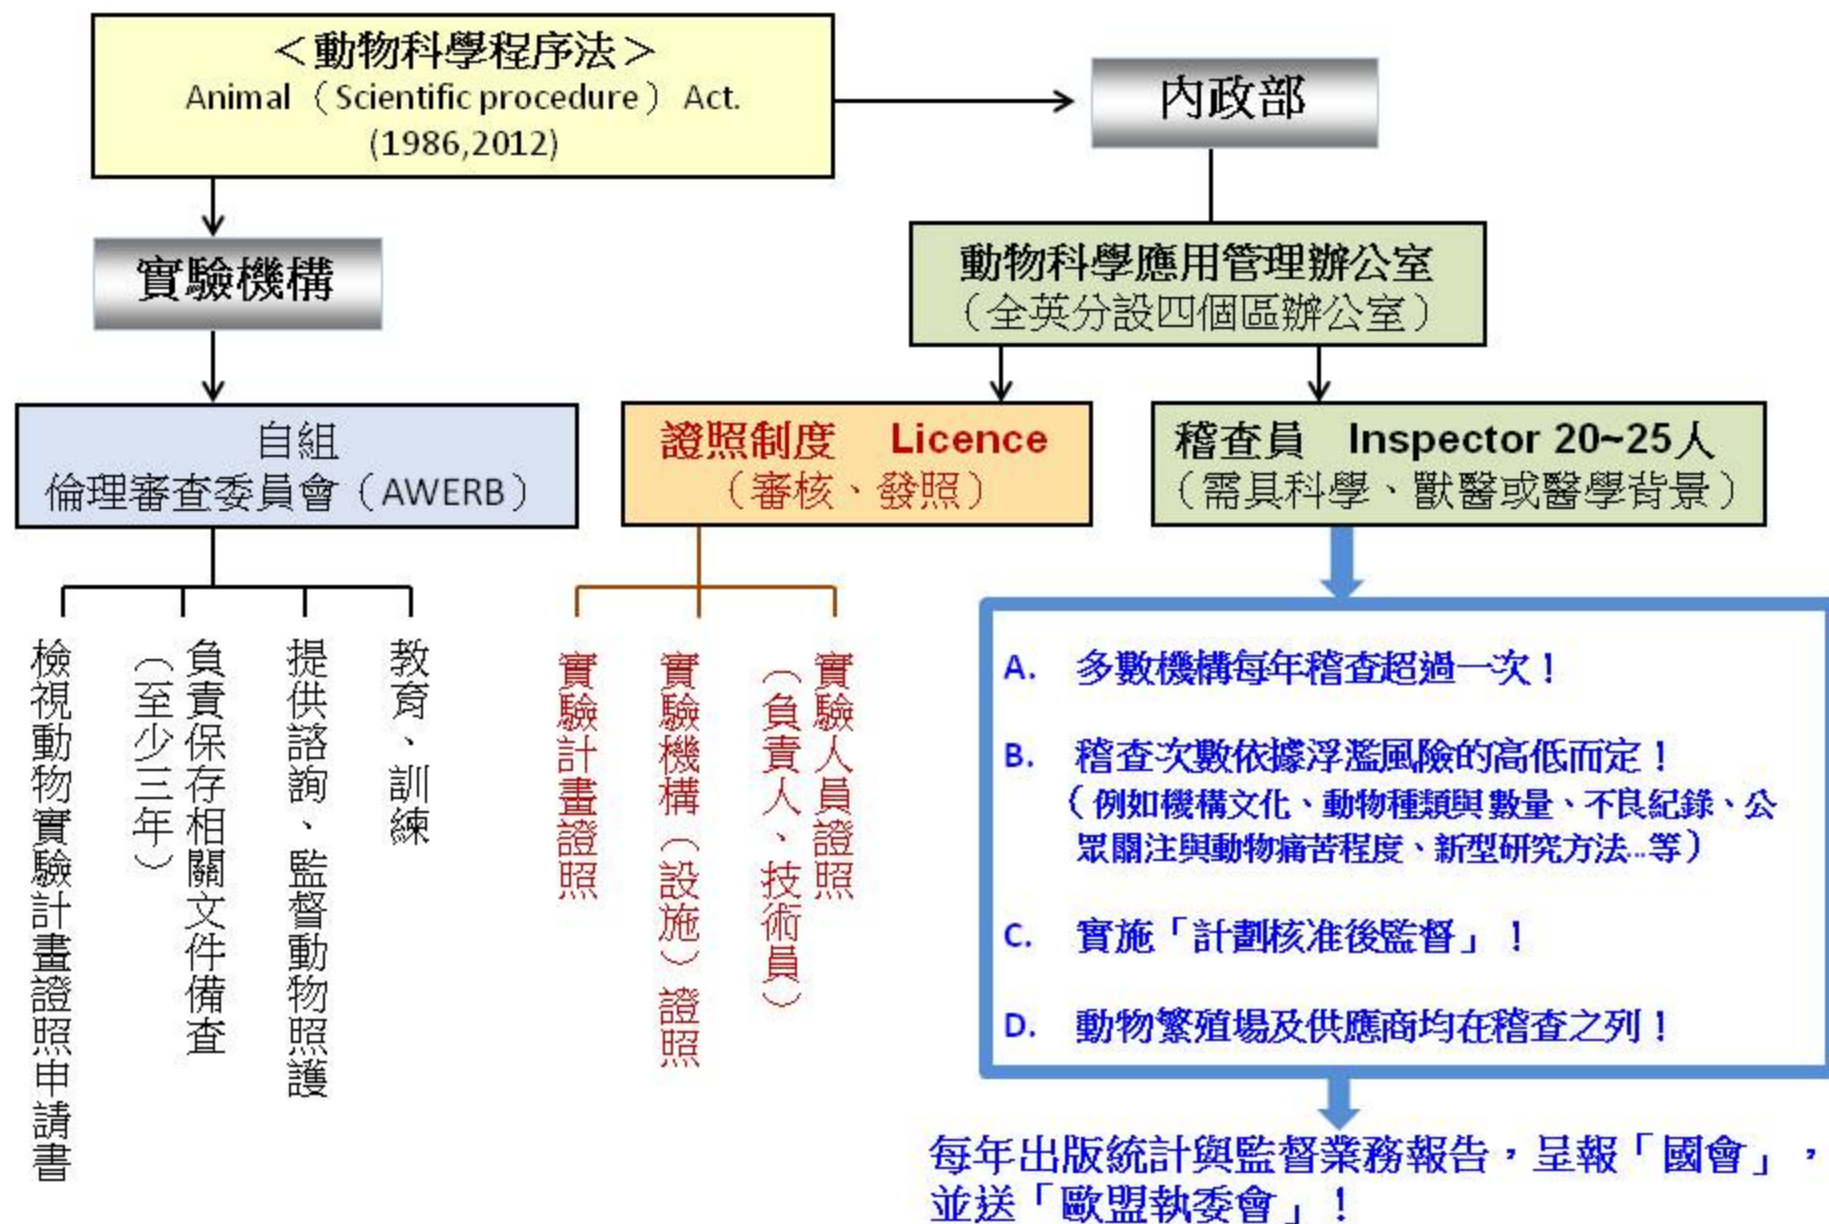 ＜動物科學程序法＞
Animal（Scientific procedure）Act.
(1986,2012)
內政部
實驗機構
動物科學應用管理辦公室
（全英分設四個區辦公室）
自組
倫理審查委員會（AWERB）
證照制度 Licence
（審核、發照）
稽查員 Inspector 20~25人
（需具科學、獸醫或醫學背景）
檢視動物實驗計畫證照申請書
負責保存相關文件備查
（至少三年）
提供諮詢、監督動物照護
教育、訓練
實驗計畫證照
實驗機構（設施）證照
實驗人員證照
（負責人、技術員）
A. 多數機構每年稽查超過一次！
B. 稽查次數依據浮濫風險的高低而定！
（例如機構文化、動物種類與數量、不良紀錄、公
眾關注與動物痛苦程度、新型研究方法…等）
C. 實施「計劃核准後監督」！
D. 動物繁殖場及供應商均在稽查之列！
每年出版統計與監督業務報告，呈報「國會」，
並送「歐盟執委會」！